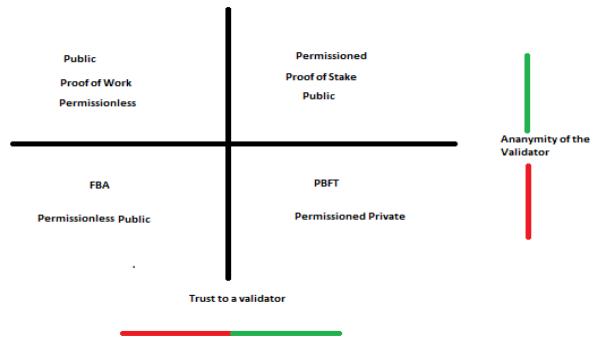 Public
Proof of Work
Permissionless
Permissioned
Proof of Stake
Public
Ananymity of the
Validator
FBA
Permissionless Public
PBFT
Permissioned Private
Trust to a validator